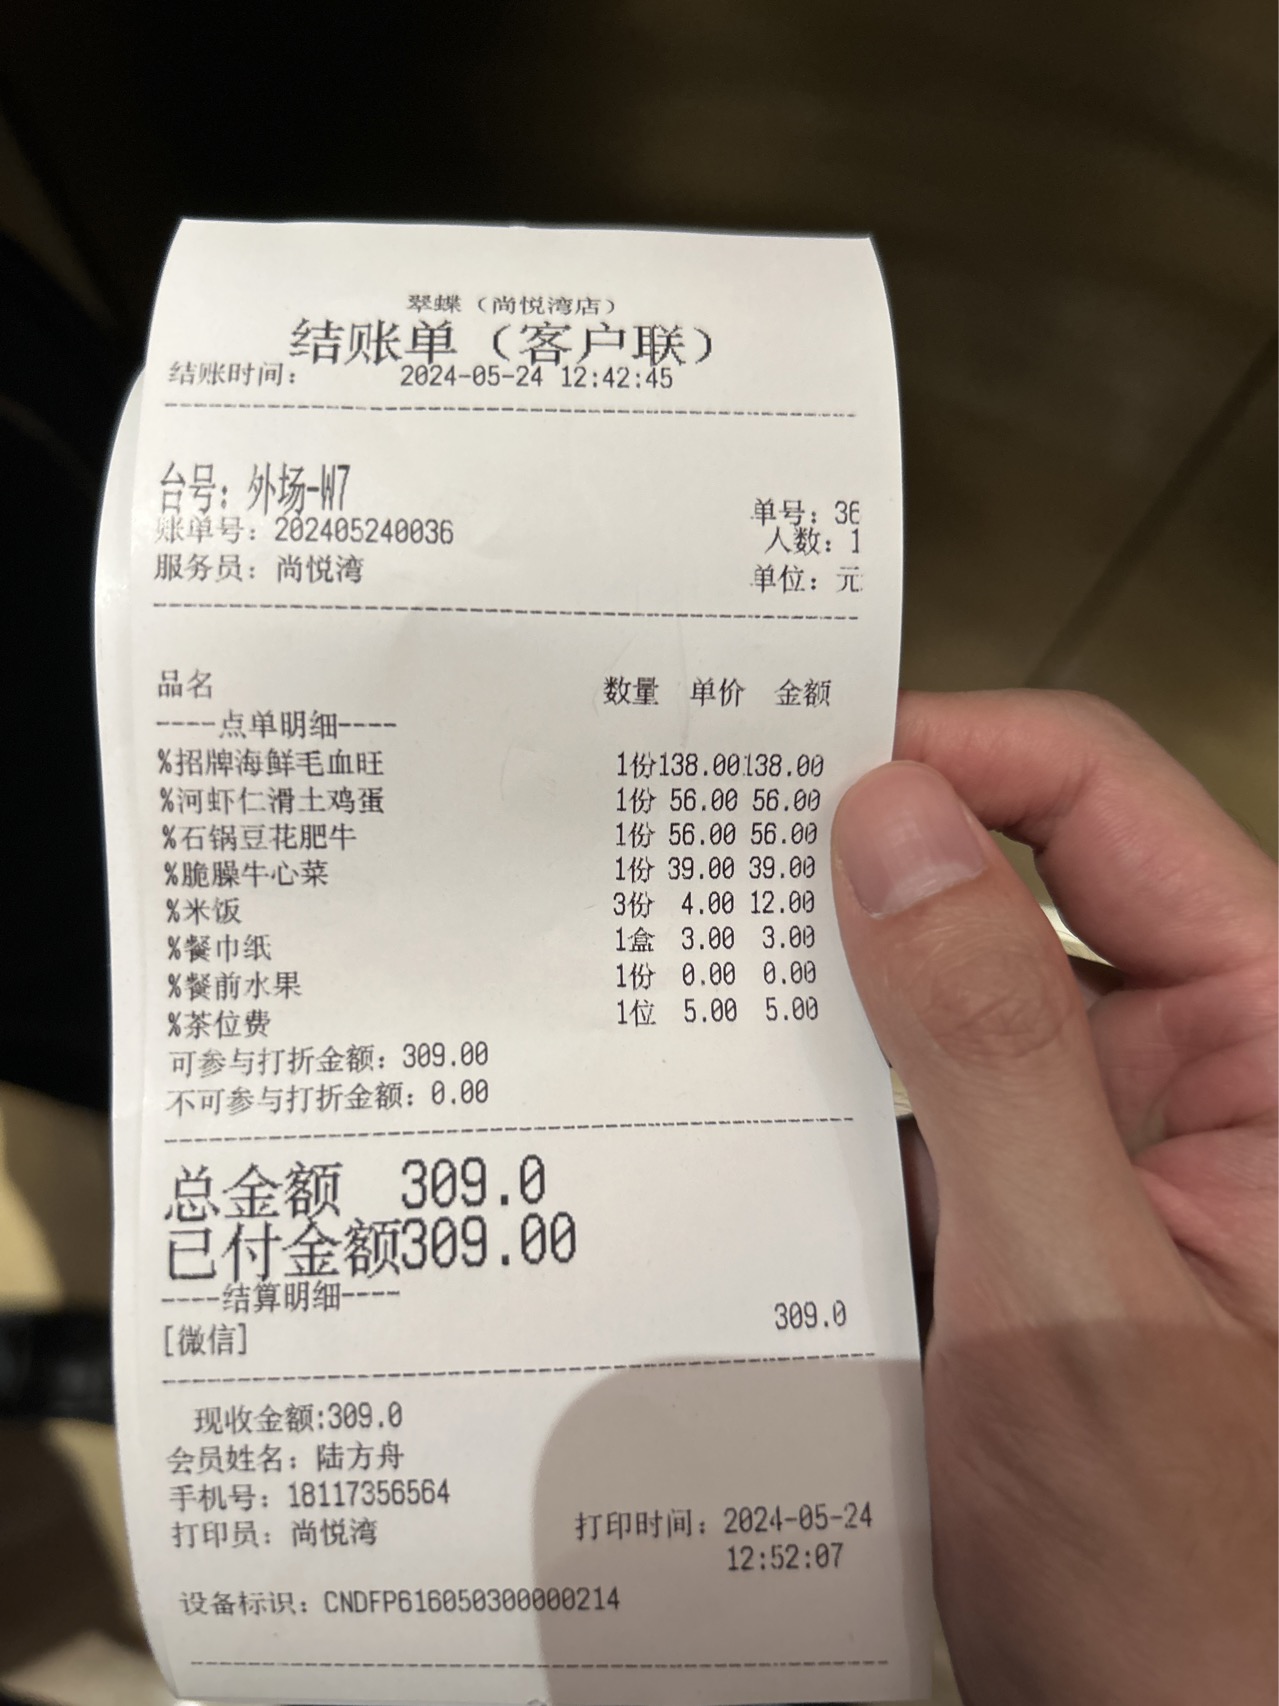 翠蝶（尚悦湾店）
结账单（客户联）
结账时间： 2024-05-24 12:42:45
台号：外场-W7
单号：36
账单号：202405240036
人数：1
服务员：尚悦湾
单位：元
品名 数量 单价 金额
----点单明细----
%招牌海鲜毛血旺 1份 138.00 138.00
%河虾仁滑土鸡蛋 1份 56.00 56.00
%石锅豆花肥牛 1份 56.00 56.00
%脆臊牛心菜 1份 39.00 39.00
%米饭 3份 4.00 12.00
%餐巾纸 1盒 3.00 3.00
%餐前水果 1份 0.00 0.00
%茶位费 1位 5.00 5.00
可参与打折金额：309.00
不可参与打折金额：0.00
总金额 309.0
已付金额309.00
----结算明细----
[微信] 309.0
现收金额:309.0
会员姓名：陆方舟
手机号：18117356564
打印员：尚悦湾 打印时间：2024-05-24
12:52:07
设备标识：CNDFP616050300000214